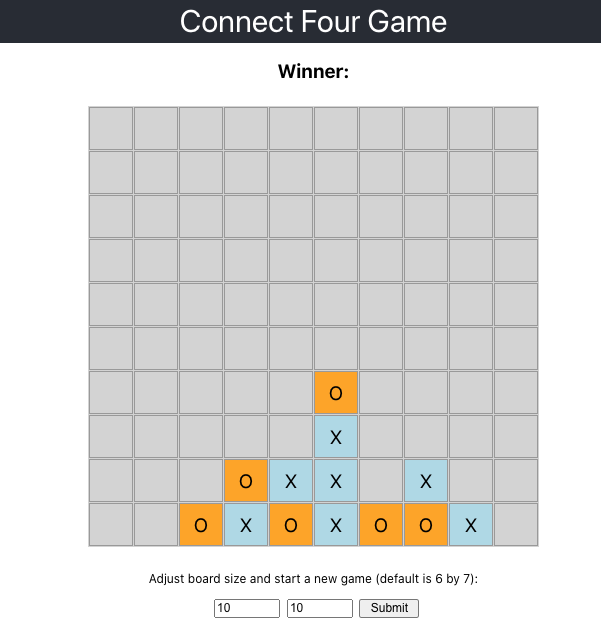 Connect Four Game
Winner:
O
X
O X X X
O X O X O O X
Adjust board size and start a new game (default is 6 by 7):
10 10 Submit